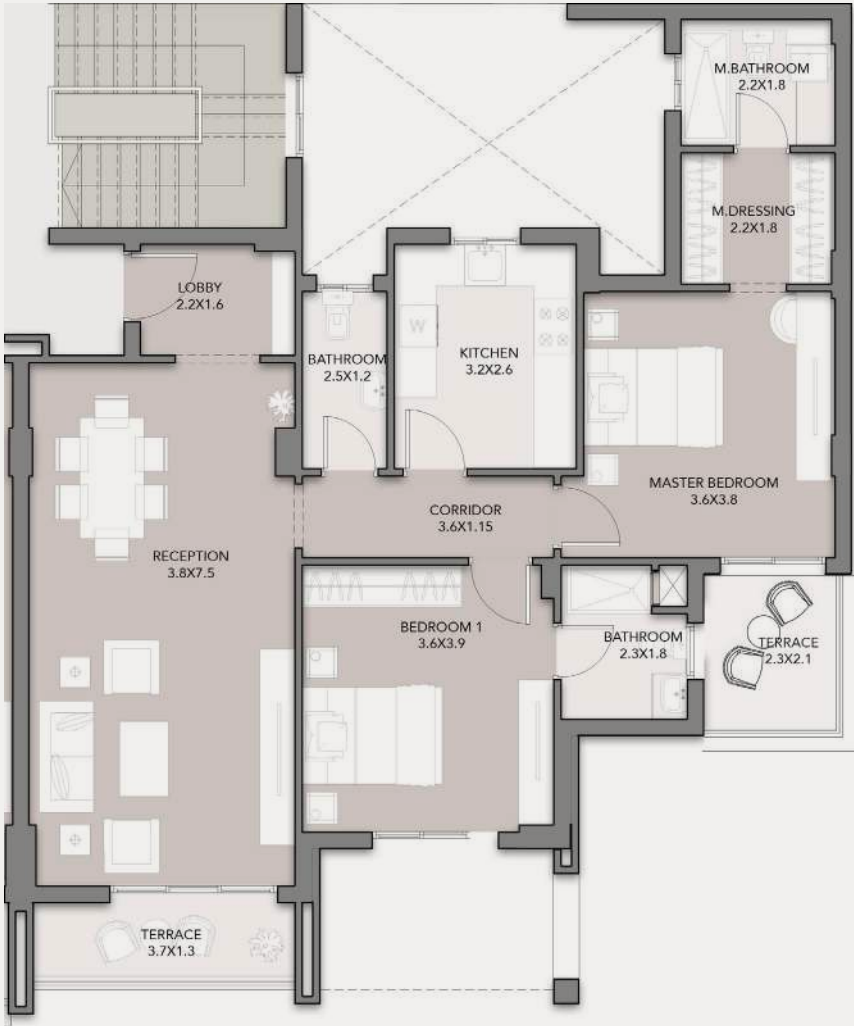 M.BATHROOM
2.2X1.8
M.DRESSING
2.2X1.8
LOBBY
2.2X1.6
BATHROOM
2.5X1.2
W
KITCHEN
3.2X2.6
MASTER BEDROOM
3.6X3.8
CORRIDOR
3.6X1.15
RECEPTION
3.8X7.5
BEDROOM 1
3.6X3.9
BATHROOM
2.3X1.8
TERRACE
2.3X2.1
TERRACE
3.7X1.3